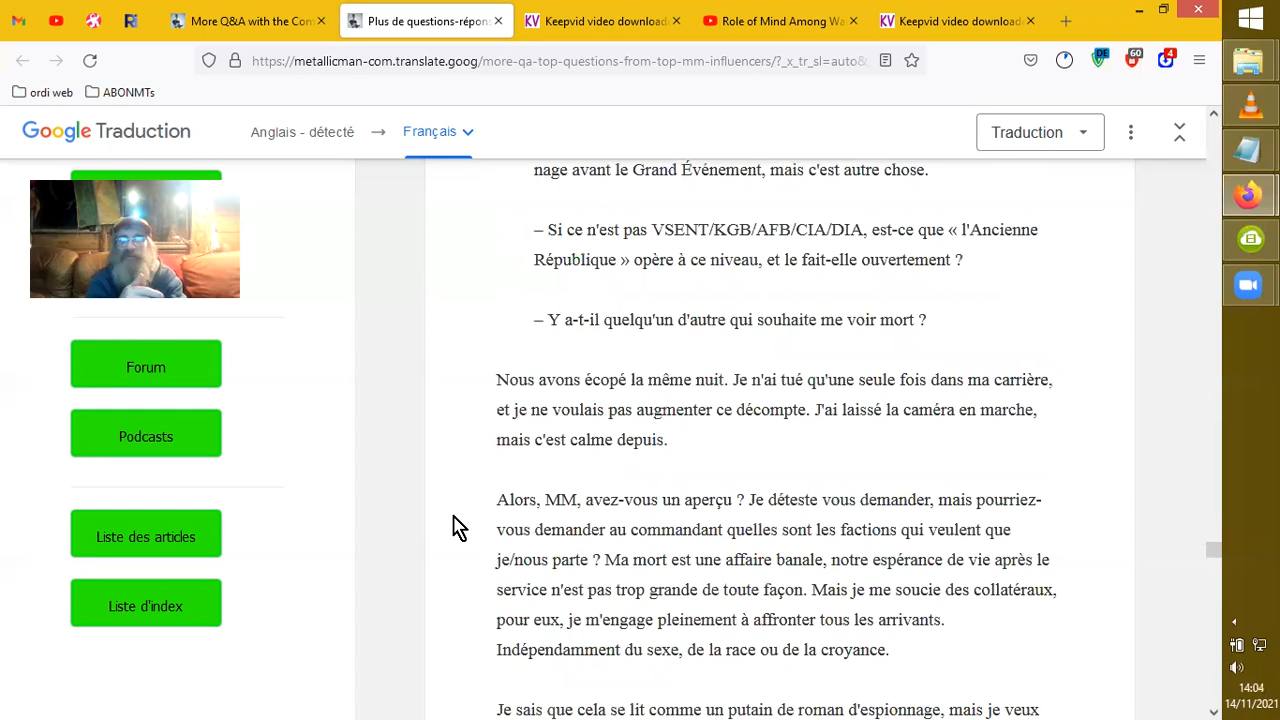 More Q&A with the Com
Plus de questions-répons
Keepvid video download
Role of Mind Among Wa
Keepvid video download
https://metallicman-com.translate.goog/more-qa-top-questions-from-top-mm-influencers/?_x_tr_sl=auto&
DE
60
4
ordi web
ABONMTs
Google Traduction
Anglais - détecté
Français
Traduction
nage avant le Grand Événement, mais c'est autre chose.
– Si ce n'est pas VSENT/KGB/AFB/CIA/DIA, est-ce que « l'Ancienne
République » opère à ce niveau, et le fait-elle ouvertement ?
– Y a-t-il quelqu'un d'autre qui souhaite me voir mort ?
Nous avons écopé la même nuit. Je n'ai tué qu'une seule fois dans ma carrière,
et je ne voulais pas augmenter ce décompte. J'ai laissé la caméra en marche,
mais c'est calme depuis.
Alors, MM, avez-vous un aperçu ? Je déteste vous demander, mais pourriez-
vous demander au commandant quelles sont les factions qui veulent que
je/nous parte ? Ma mort est une affaire banale, notre espérance de vie après le
service n'est pas trop grande de toute façon. Mais je me soucie des collatéraux,
pour eux, je m'engage pleinement à affronter tous les arrivants.
Indépendamment du sexe, de la race ou de la croyance.
Je sais que cela se lit comme un putain de roman d'espionnage, mais je veux
Forum
Podcasts
Liste des articles
Liste d'index
14:04
14/11/2021